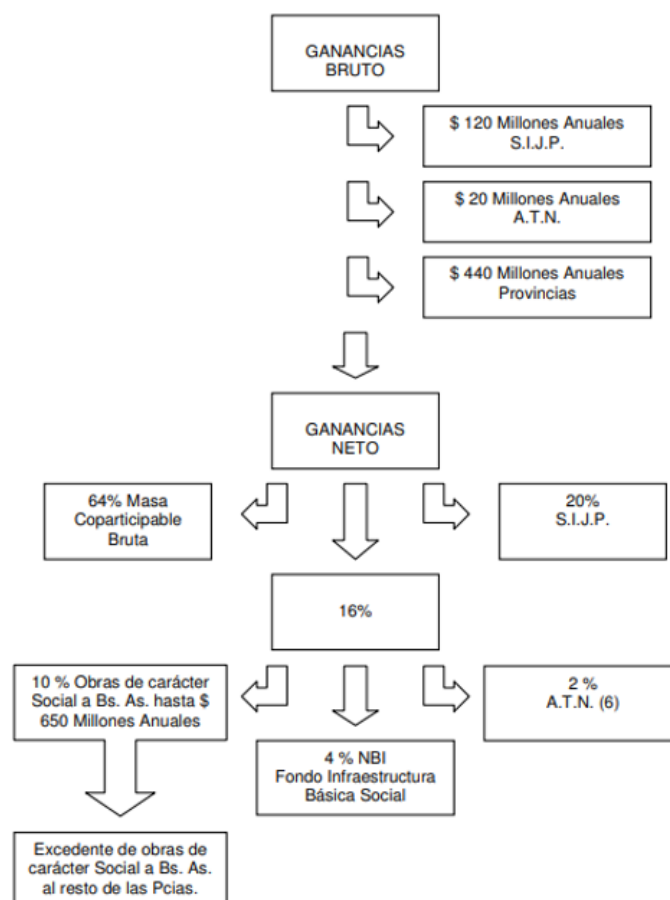 GANANCIAS
BRUTO
$ 120 Millones Anuales
S.I.J.P.
$ 20 Millones Anuales
A.T.N.
$ 440 Millones Anuales
Provincias
GANANCIAS
NETO
64% Masa
Coparticipable
Bruta
20%
S.I.J.P.
16%
10 % Obras de carácter
Social a Bs. As. hasta $
650 Millones Anuales
2 %
A.T.N. (6)
4 % NBI
Fondo Infraestructura
Básica Social
Excedente de obras de
carácter Social a Bs. As.
al resto de las Pcias.